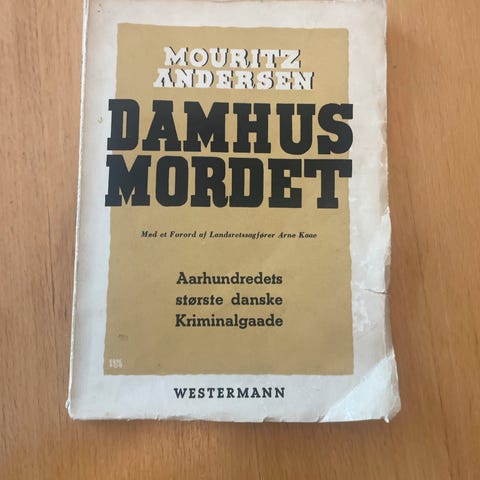 MOURITZ
ANDERSEN
DAMHUS
MORDET
Med et Forord af Landsretssagfører Arne Kaae
Aarhundredets
største danske
Kriminalgaade
WESTERMANN